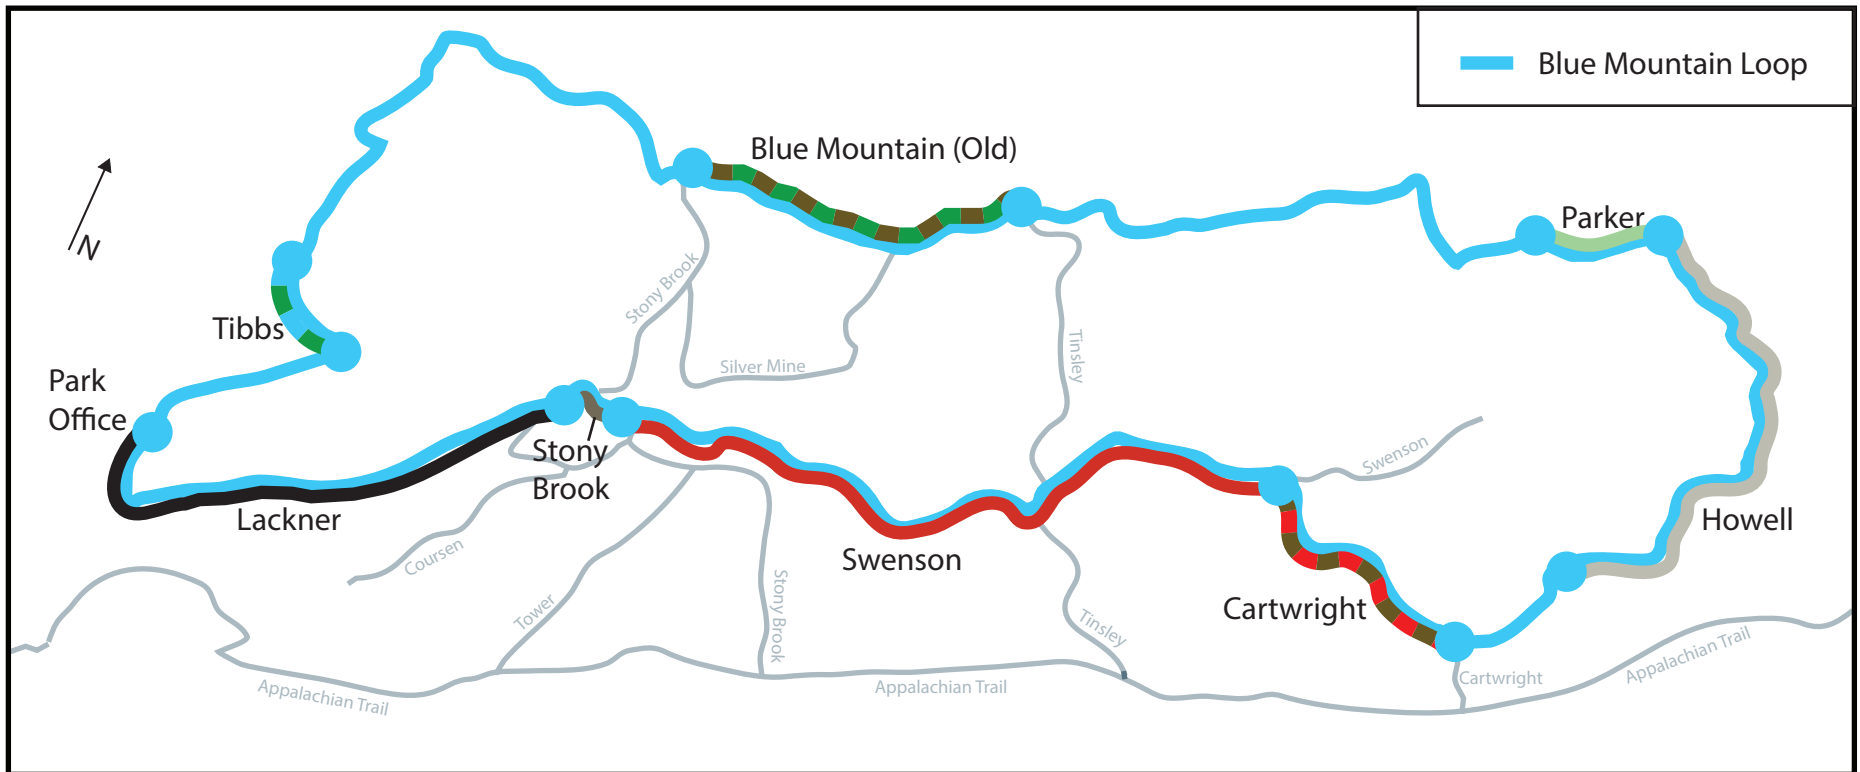 Blue Mountain Loop
Blue Mountain (Old)
Parker
N
Stony Brook
Tibbs
Tinsley
Silver Mine
Park
Office
Stony
Brook
Swenson
Lackner
Howell
Coursen
Swenson
Tower
Stony Brook
Cartwright
Tinsley
Appalachian Trail
Appalachian Trail
Cartwright
Appalachian Trail